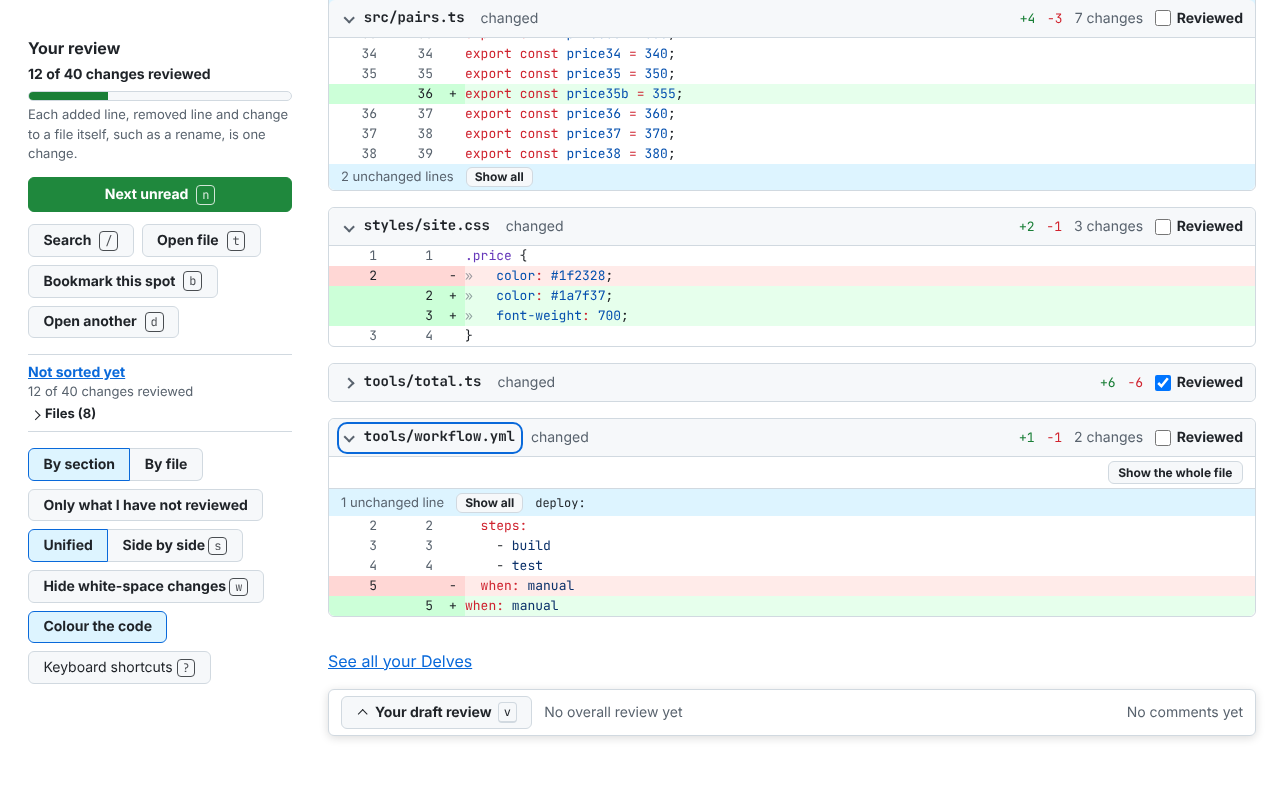 Your review
12 of 40 changes reviewed
Each added line, removed line and change
to a file itself, such as a rename, is one
change.
Next unread n
Search / Open file t
Bookmark this spot b
Open another d
Not sorted yet
12 of 40 changes reviewed
Files (8)
By section By file
Only what I have not reviewed
Unified Side by side s
Hide white-space changes w
Colour the code
Keyboard shortcuts ?
src/pairs.ts changed +4 -3 7 changes Reviewed
34 34 export const price34 = 340;
35 35 export const price35 = 350;
36 + export const price35b = 355;
36 37 export const price36 = 360;
37 38 export const price37 = 370;
38 39 export const price38 = 380;
2 unchanged lines Show all
styles/site.css changed +2 -1 3 changes Reviewed
1 1 .price {
2 - » color: #1f2328;
2 + » color: #1a7f37;
3 + » font-weight: 700;
3 4 }
tools/total.ts changed +6 -6 Reviewed
tools/workflow.yml changed +1 -1 2 changes Reviewed
Show the whole file
1 unchanged line Show all deploy:
2 2 steps:
3 3 - build
4 4 - test
5 - when: manual
5 + when: manual
See all your Delves
Your draft review v No overall review yet No comments yet